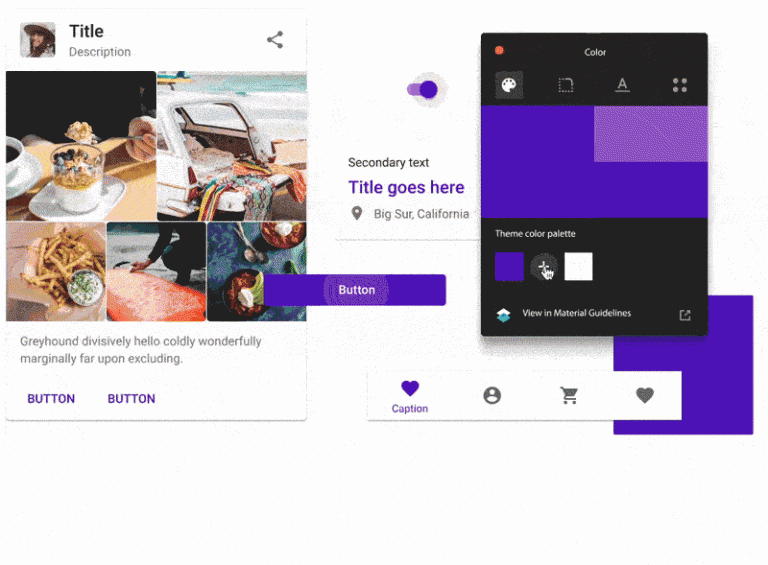 Title
Description
Greyhound divisively hello coldly wonderfully
marginally far upon excluding.
BUTTON BUTTON
Secondary text
Title goes here
Big Sur, California
Button
Caption
Color
A
Theme color palette
View in Material Guidelines